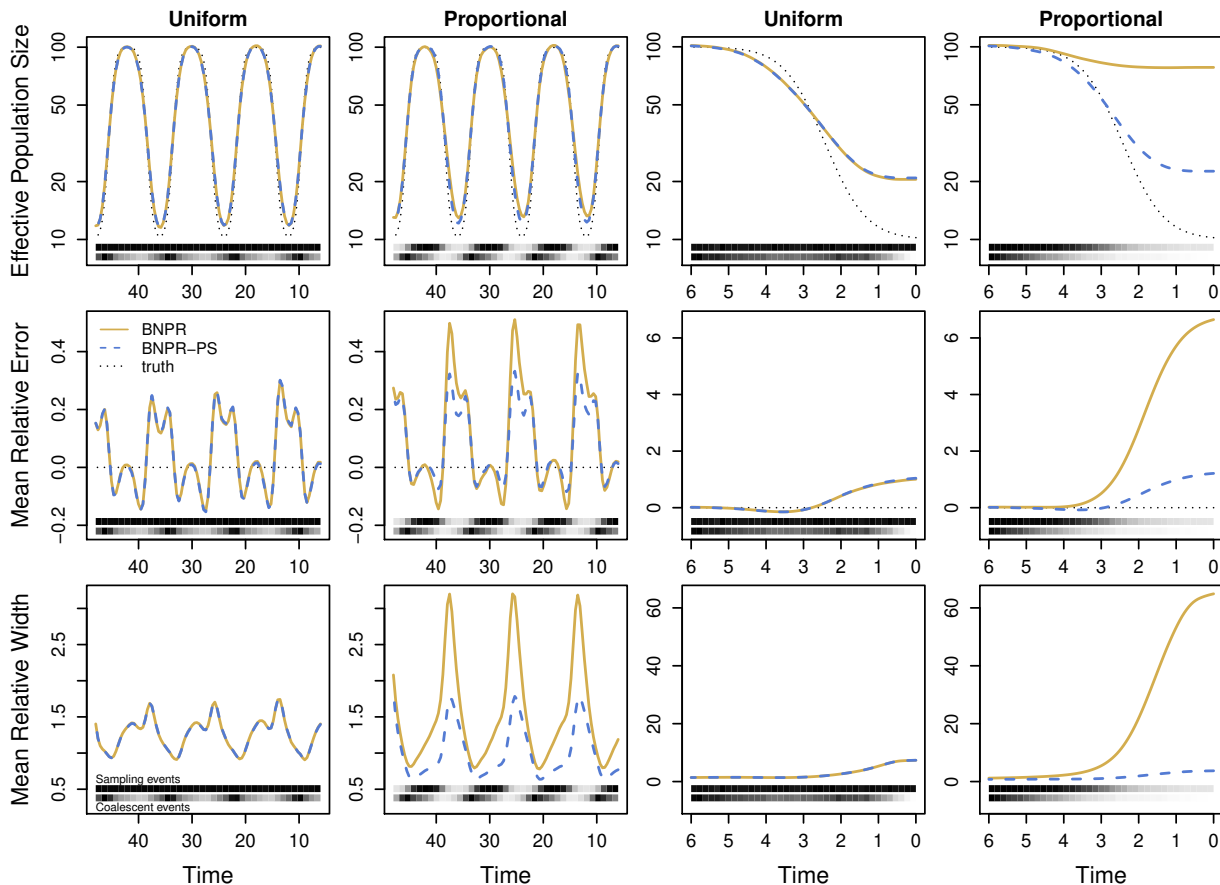 Uniform
Proportional
Uniform
Proportional
Effective Population Size
10 20 50 100
40 30 20 10
10 20 50 100
40 30 20 10
10 20 50 100
6 5 4 3 2 1 0
10 20 50 100
6 5 4 3 2 1 0
Mean Relative Error
BNPR
BNPR−PS
truth
−0.2 0.0 0.2 0.4
40 30 20 10
−0.2 0.0 0.2 0.4
40 30 20 10
0 2 4 6
6 5 4 3 2 1 0
0 2 4 6
6 5 4 3 2 1 0
Mean Relative Width
0.5 1.5 2.5
Sampling events
Coalescent events
40 30 20 10
Time
0.5 1.5 2.5
40 30 20 10
Time
0 20 40 60
6 5 4 3 2 1 0
Time
0 20 40 60
6 5 4 3 2 1 0
Time